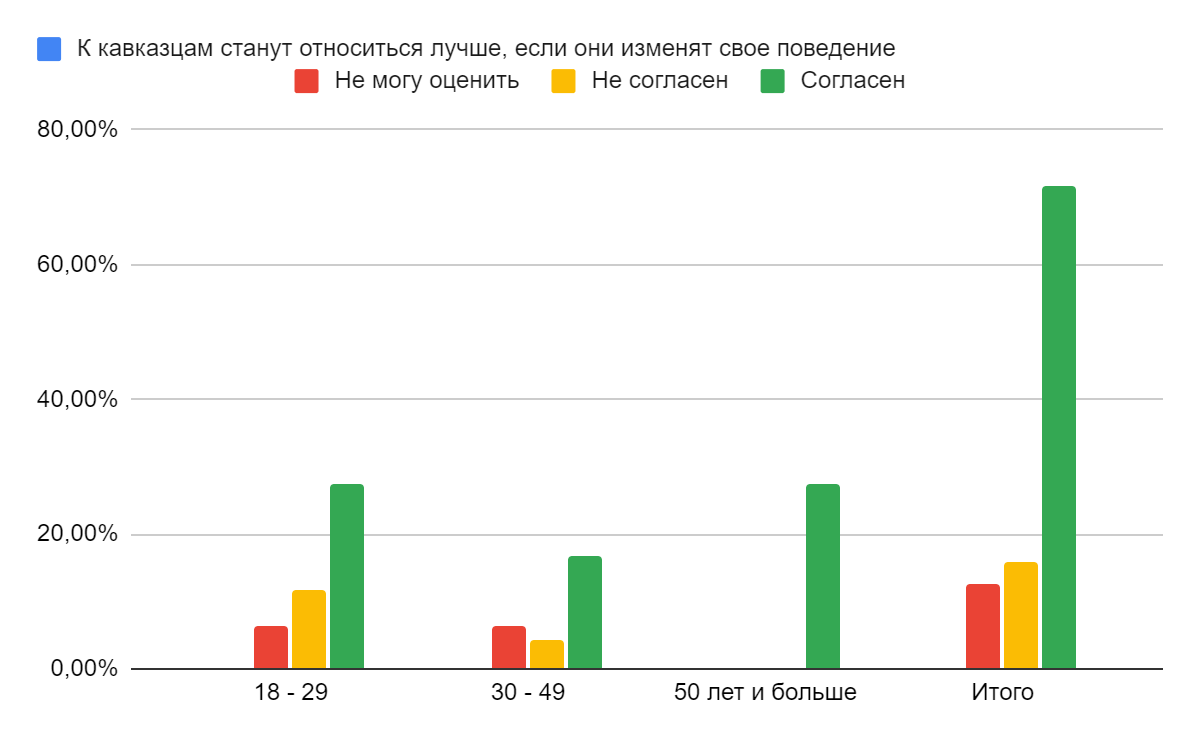 К кавказцам станут относиться лучше, если они изменят свое поведение
Не могу оценить Не согласен Согласен
80,00%
60,00%
40,00%
20,00%
0,00%
18 - 29 30 - 49 50 лет и больше Итого